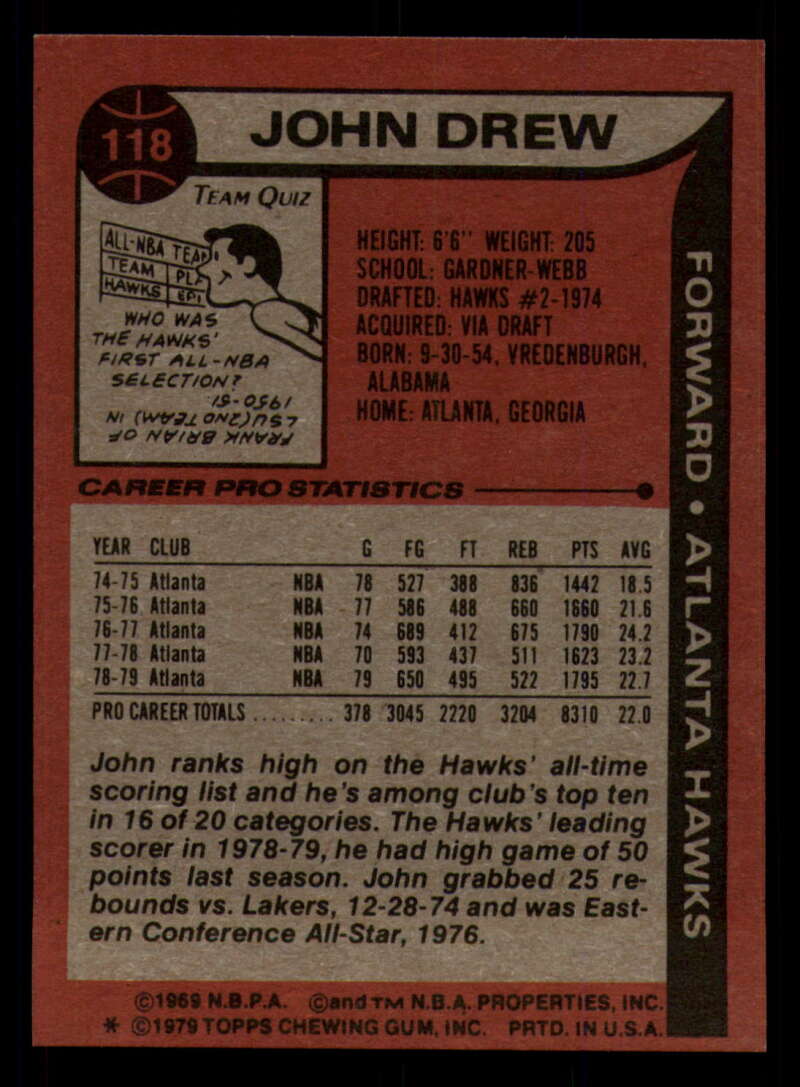 118
JOHN DREW
TEAM QUIZ
ALL-NBA TEAM
TEAM PL
HAWKS
WHO WAS
THE HAWKS'
FIRST ALL-NBA
SELECTION?
FRANK BRIAN OF
LSU (2ND TEAM) IN
1950-51
HEIGHT: 6'6" WEIGHT: 205
SCHOOL: GARDNER-WEBB
DRAFTED: HAWKS #2-1974
ACQUIRED: VIA DRAFT
BORN: 9-30-54, VREDENBURGH,
ALABAMA
HOME: ATLANTA, GEORGIA
FORWARD • ATLANTA HAWKS
CAREER PRO STATISTICS
YEAR CLUB G FG FT REB PTS AVG
74-75 Atlanta NBA 78 527 388 836 1442 18.5
75-76 Atlanta NBA 77 586 488 660 1660 21.6
76-77 Atlanta NBA 74 689 412 675 1790 24.2
77-78 Atlanta NBA 70 593 437 511 1623 23.2
78-79 Atlanta NBA 79 650 495 522 1795 22.7
PRO CAREER TOTALS ......... 378 3045 2220 3204 8310 22.0
John ranks high on the Hawks' all-time
scoring list and he's among club's top ten
in 16 of 20 categories. The Hawks' leading
scorer in 1978-79, he had high game of 50
points last season. John grabbed 25 re-
bounds vs. Lakers, 12-28-74 and was East-
ern Conference All-Star, 1976.
©1969 N.B.P.A. ©and TM N.B.A. PROPERTIES, INC.
* ©1979 TOPPS CHEWING GUM, INC. PRTD. IN U.S.A.